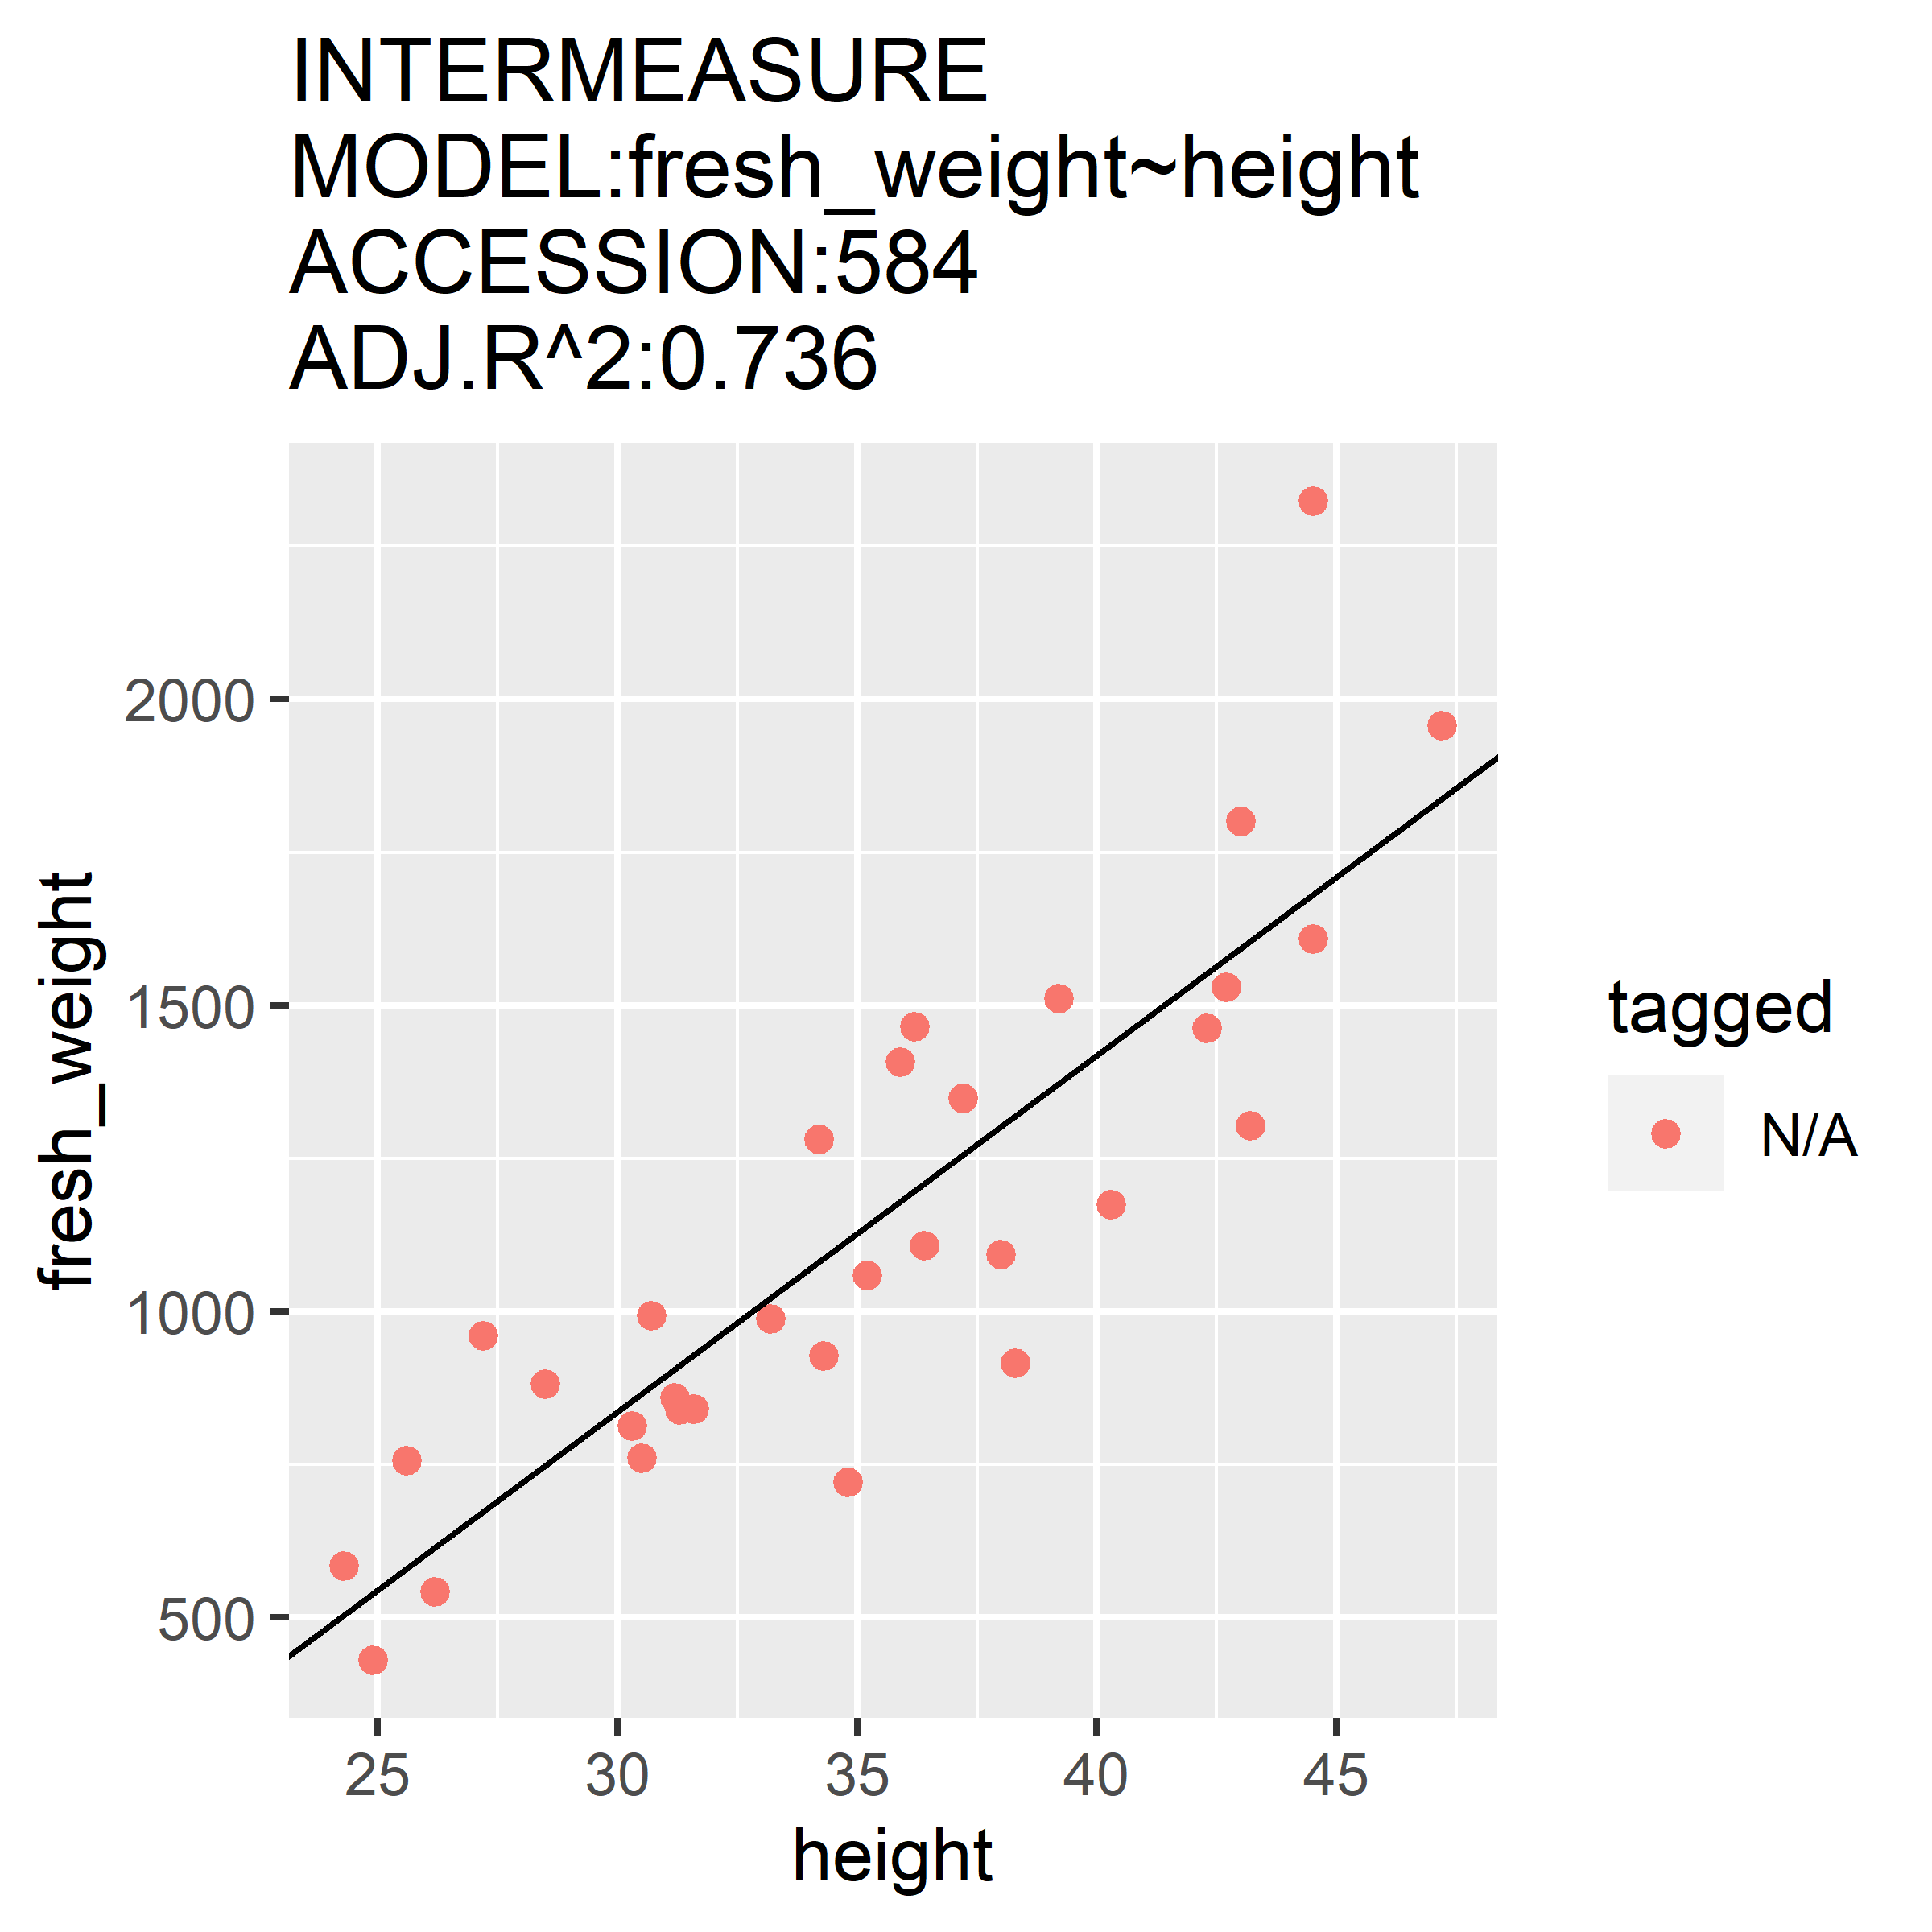 INTERMEASURE
MODEL:fresh_weight~height
ACCESSION:584
ADJ.R^2:0.736
2000
1500
1000
500
fresh_weight
25 30 35 40 45
height
tagged
N/A